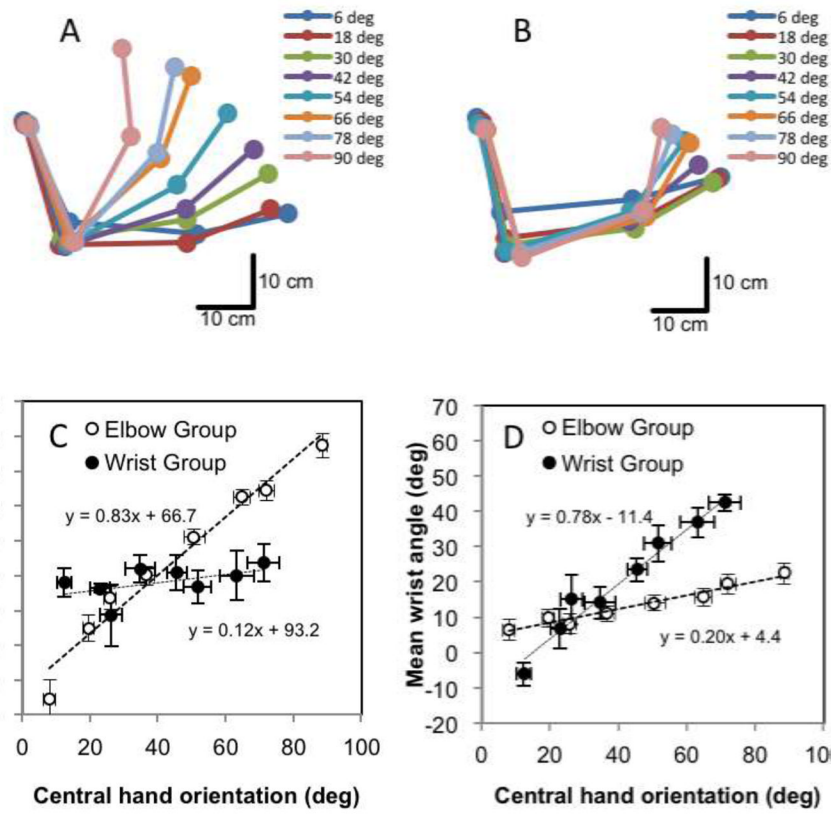 A
6 deg
18 deg
30 deg
42 deg
54 deg
66 deg
78 deg
90 deg
10 cm
10 cm
B
6 deg
18 deg
30 deg
42 deg
54 deg
66 deg
78 deg
90 deg
10 cm
10 cm
C
Elbow Group
Wrist Group
y = 0.83x + 66.7
y = 0.12x + 93.2
0 20 40 60 80 100
Central hand orientation (deg)
D
Elbow Group
Wrist Group
y = 0.78x - 11.4
y = 0.20x + 4.4
Mean wrist angle (deg)
70
60
50
40
30
20
10
0
-10
-20
0 20 40 60 80 10
Central hand orientation (deg)